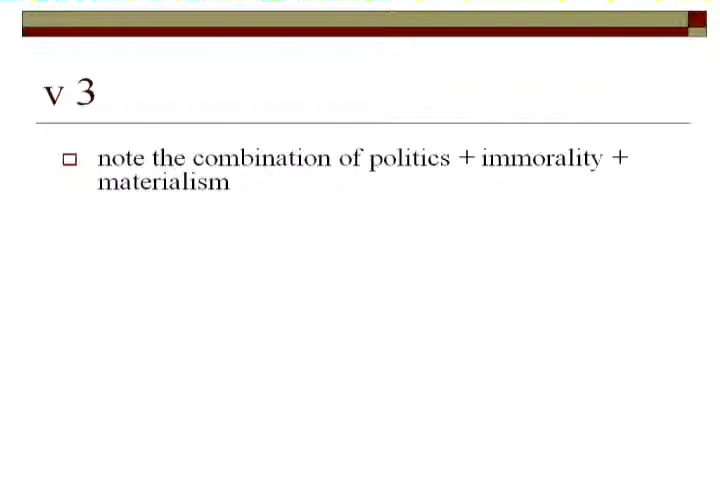 v 3
note the combination of politics + immorality +
materialism